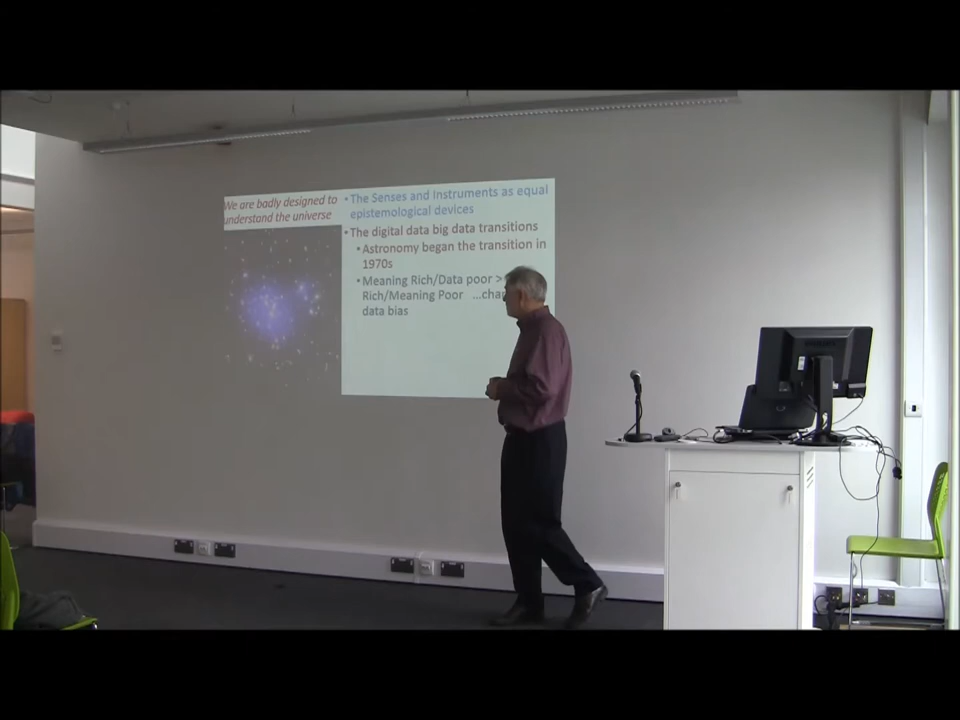 We are badly designed to
understand the universe
• The Senses and Instruments as equal
epistemological devices
• The digital data big data transitions
• Astronomy began the transition in
1970s
• Meaning Rich/Data poor >
Rich/Meaning Poor ...cha
data bias